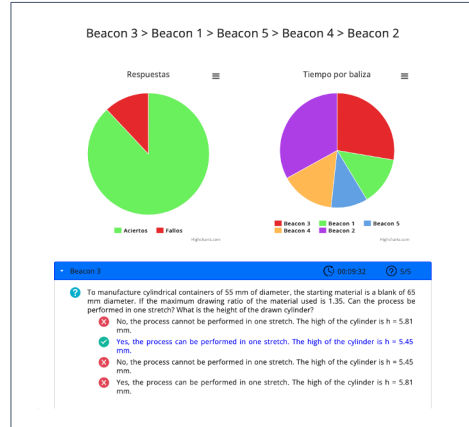 Beacon 3 > Beacon 1 > Beacon 5 > Beacon 4 > Beacon 2
Respuestas
Aciertos Fallos
Highcharts.com
Tiempo por baliza
Beacon 3 Beacon 1 Beacon 5
Beacon 4 Beacon 2
Highcharts.com
Beacon 3 00:09:32 5/5
To manufacture cylindrical containers of 55 mm of diameter, the starting material is a blank of 65
mm diameter. If the maximum drawing ratio of the material used is 1.35. Can the process be
performed in one stretch? What is the height of the drawn cylinder?
No, the process cannot be performed in one stretch. The high of the cylinder is h = 5.81
mm.
Yes, the process can be performed in one stretch. The high of the cylinder is h = 5.45
mm.
No, the process cannot be performed in one stretch. The high of the cylinder is h = 5.45
mm.
Yes, the process can be performed in one stretch. The high of the cylinder is h = 5.81
mm.